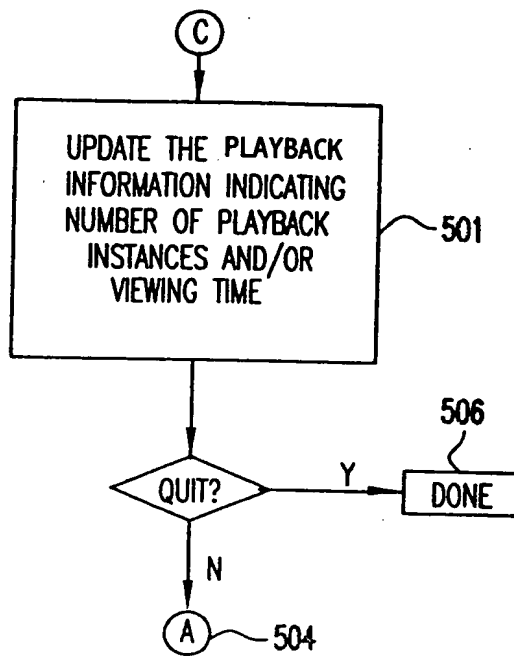 C
UPDATE THE PLAYBACK
INFORMATION INDICATING
NUMBER OF PLAYBACK
INSTANCES AND/OR
VIEWING TIME
501
506
QUIT?
Y
DONE
N
A
504